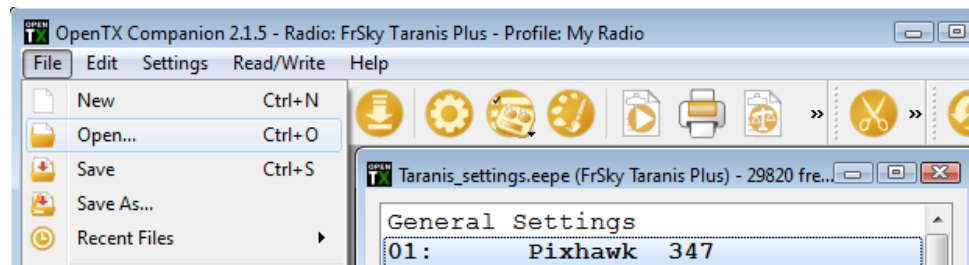 OPEN TX OpenTX Companion 2.1.5 - Radio: FrSky Taranis Plus - Profile: My Radio
File Edit Settings Read/Write Help
New Ctrl+N
Open... Ctrl+O
Save Ctrl+S
Save As...
Recent Files
»
»
OPEN TX Taranis_settings.eepe (FrSky Taranis Plus) - 29820 fre...
General Settings
01: Pixhawk 347